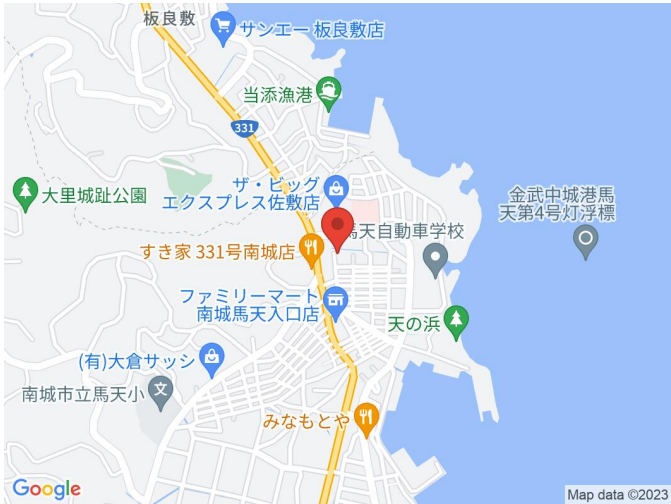 板良敷
サンエー 板良敷店
当添漁港
331
大里城趾公園
ザ・ビッグ
エクスプレス佐敷店
金武中城港馬
天第4号灯浮標
馬天自動車学校
すき家 331号南城店
ファミリーマート
南城馬天入口店
天の浜
(有)大倉サッシ
南城市立馬天小
文
みなもとや
Google
Map data ©2023